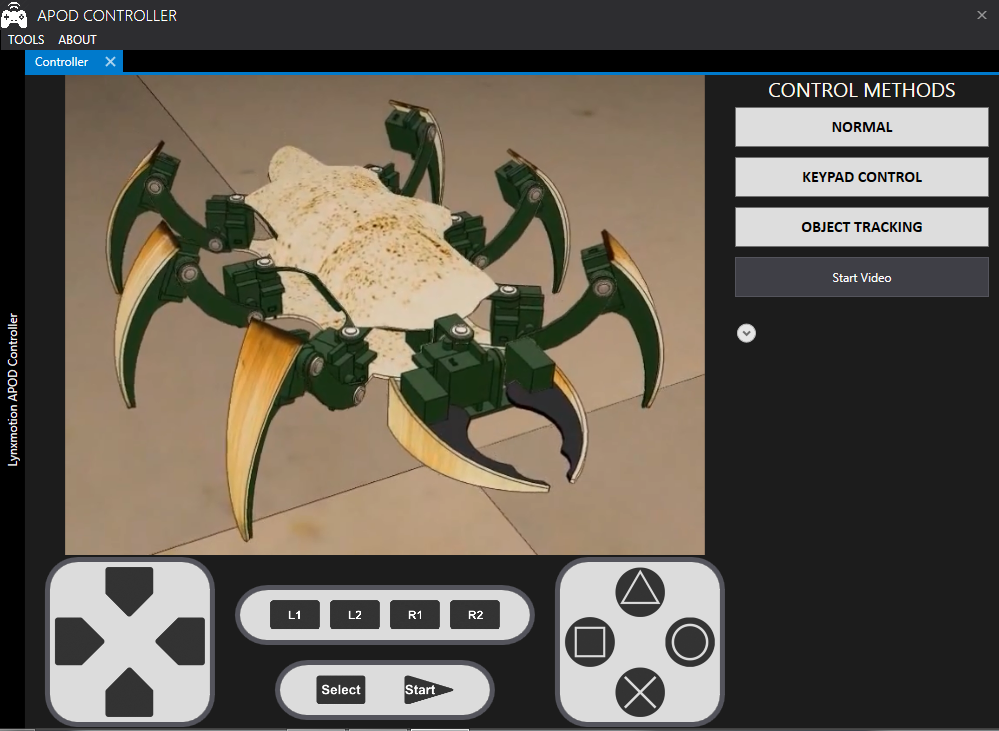 APOD CONTROLLER
TOOLS ABOUT
Controller
CONTROL METHODS
NORMAL
KEYPAD CONTROL
OBJECT TRACKING
Start Video
Lynxmotion APOD Controller
L1 L2 R1 R2
Select Start